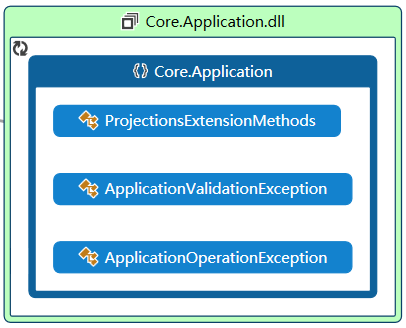 Core.Application.dll
Core.Application
ProjectionsExtensionMethods
ApplicationValidationException
ApplicationOperationException